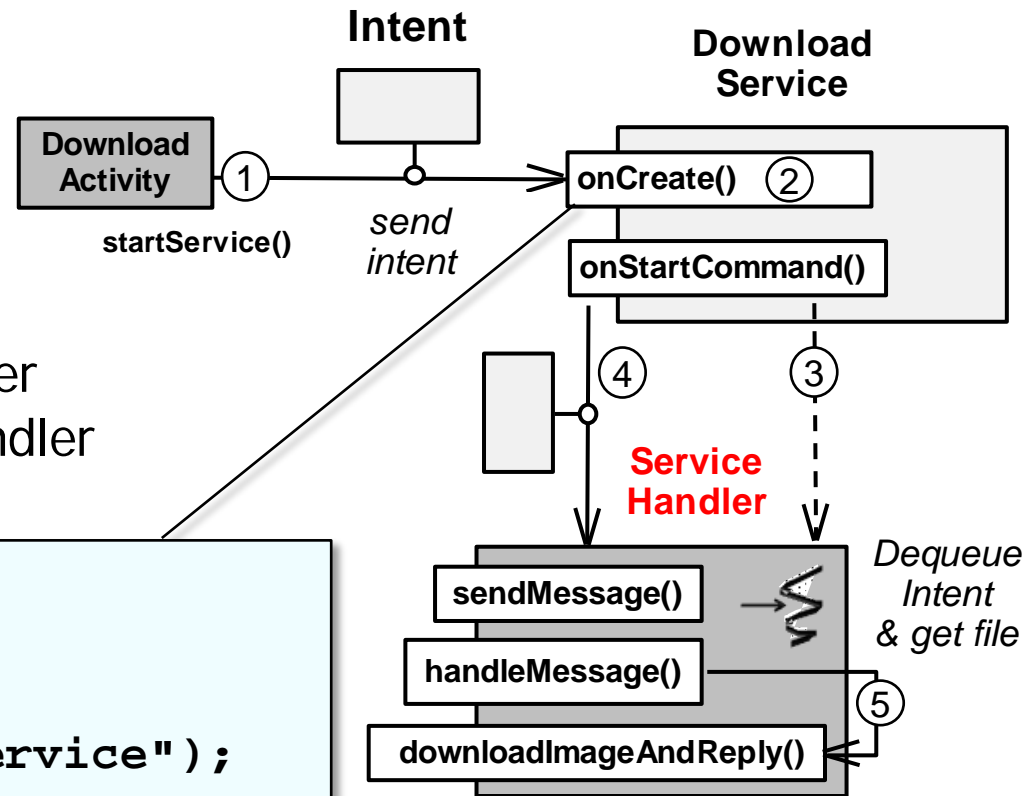 Intent
Download
Service
Download
Activity
1
startService()
send
intent
onCreate() 2
onStartCommand()
4
3
Service
Handler
Dequeue
Intent
& get file
sendMessage()
handleMessage()
5
downloadImageAndReply()
er
ndler
ervice");